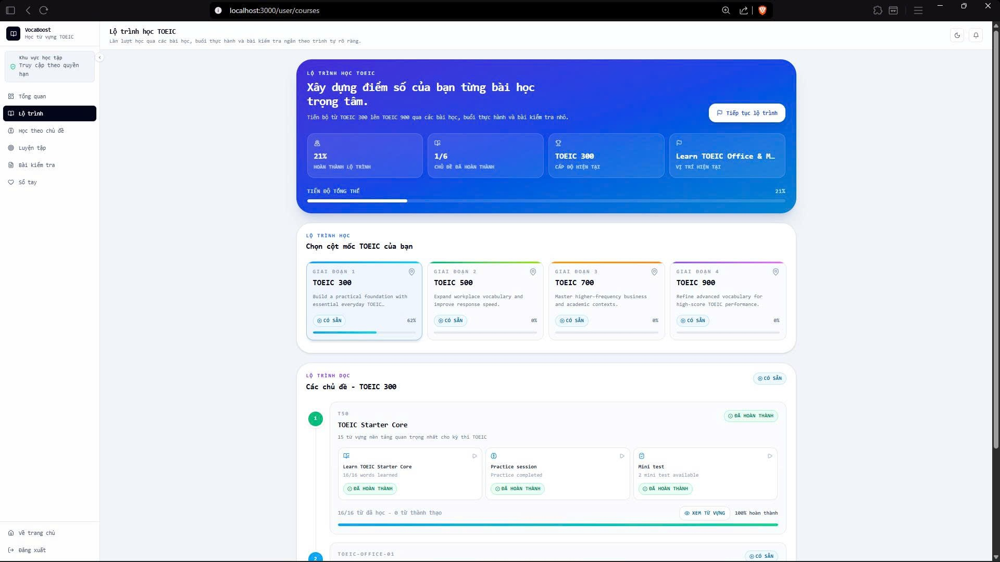 localhost:3000/user/courses
VocaBoost
Học từ vựng TOEIC
Khu vực học tập
Truy cập theo quyền
hạn
Tổng quan
Lộ trình
Học theo chủ đề
Luyện tập
Bài kiểm tra
Sổ tay
Về trang chủ
Đăng xuất
Lộ trình học TOEIC
Lần lượt học qua các bài học, buổi thực hành và bài kiểm tra ngắn theo trình tự rõ ràng.
LỘ TRÌNH HỌC TOEIC
Xây dựng điểm số của bạn từng bài học
trọng tâm.
Tiến bộ từ TOEIC 300 lên TOEIC 900 qua các bài học, buổi thực hành và bài kiểm tra nhỏ.
Tiếp tục lộ trình
21%
HOÀN THÀNH LỘ TRÌNH
1/6
CHỦ ĐỀ ĐÃ HOÀN THÀNH
TOEIC 300
CẤP ĐỘ HIỆN TẠI
Learn TOEIC Office & M…
VỊ TRÍ HIỆN TẠI
TIẾN ĐỘ TỔNG THỂ
21%
LỘ TRÌNH HỌC
Chọn cột mốc TOEIC của bạn
GIAI ĐOẠN 1
TOEIC 300
Build a practical foundation with
essential everyday TOEIC…
CÓ SẴN
62%
GIAI ĐOẠN 2
TOEIC 500
Expand workplace vocabulary and
improve response speed.
CÓ SẴN
0%
GIAI ĐOẠN 3
TOEIC 700
Master higher-frequency business
and academic contexts.
CÓ SẴN
0%
GIAI ĐOẠN 4
TOEIC 900
Refine advanced vocabulary for
high-score TOEIC performance.
CÓ SẴN
0%
LỘ TRÌNH DỌC
Các chủ đề - TOEIC 300
CÓ SẴN
1
T50
TOEIC Starter Core
15 từ vựng nền tảng quan trọng nhất cho kỳ thi TOEIC
ĐÃ HOÀN THÀNH
Learn TOEIC Starter Core
16/16 words learned
ĐÃ HOÀN THÀNH
Practice session
Practice completed
ĐÃ HOÀN THÀNH
Mini test
2 mini test available
ĐÃ HOÀN THÀNH
16/16 từ đã học - 0 từ thành thạo
XEM TỪ VỰNG
100% hoàn thành
2
TOEIC-OFFICE-01
CÓ SẴN